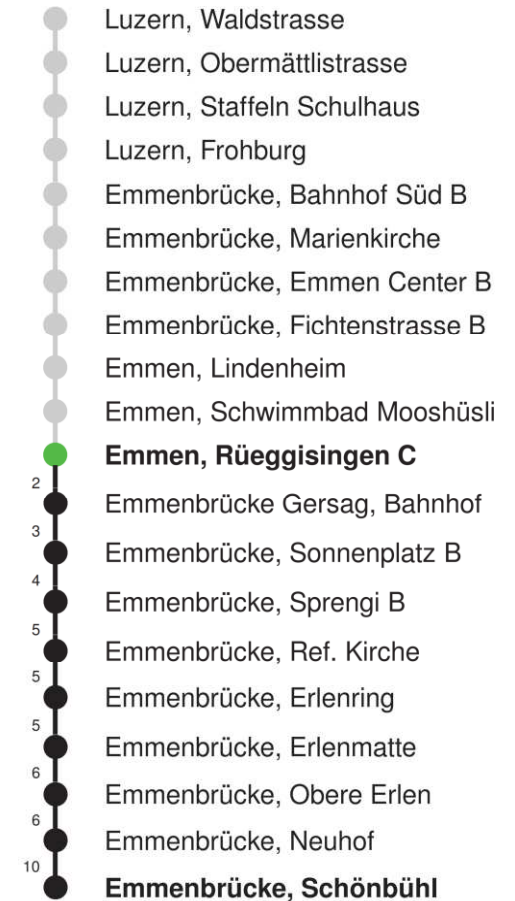 Luzern, Waldstrasse
Luzern, Obermättlistrasse
Luzern, Staffeln Schulhaus
Luzern, Frohburg
Emmenbrücke, Bahnhof Süd B
Emmenbrücke, Marienkirche
Emmenbrücke, Emmen Center B
Emmenbrücke, Fichtenstrasse B
Emmen, Lindenheim
Emmen, Schwimmbad Mooshüsli
Emmen, Rüeggisingen C
2 Emmenbrücke Gersag, Bahnhof
3 Emmenbrücke, Sonnenplatz B
4 Emmenbrücke, Sprengi B
5 Emmenbrücke, Ref. Kirche
5 Emmenbrücke, Erlenring
5 Emmenbrücke, Erlenmatte
6 Emmenbrücke, Obere Erlen
6 Emmenbrücke, Neuhof
10 Emmenbrücke, Schönbühl